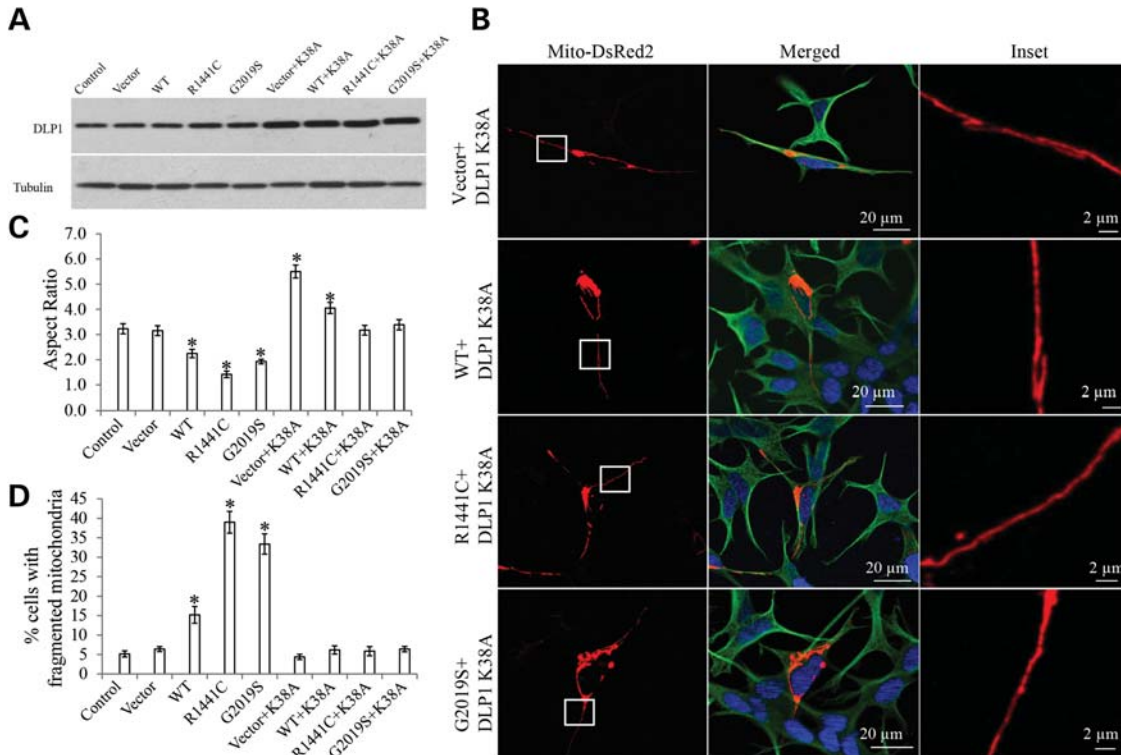 A
Control
Vector
WT
R1441C
G2019S
Vector+K38A
WT+K38A
R1441C+K38A
G2019S+K38A
DLP1
Tubulin
B
Mito-DsRed2
Merged
Inset
Vector+
DLP1 K38A
20 µm
2 µm
WT+
DLP1 K38A
20 µm
2 µm
R1441C+
DLP1 K38A
20 µm
2 µm
G2019S+
DLP1 K38A
20 µm
2 µm
C
Aspect Ratio
7.0
6.0
5.0
4.0
3.0
2.0
1.0
0.0
*
*
*
*
*
Control
Vector
WT
R1441C
G2019S
Vector+K38A
WT+K38A
R1441C+K38A
G2019S+K38A
D
% cells with
fragmented mitochondria
45
40
35
30
25
20
15
10
5
0
*
*
*
Control
Vector
WT
R1441C
G2019S
Vector+K38A
WT+K38A
R1441C+K38A
G2019S+K38A